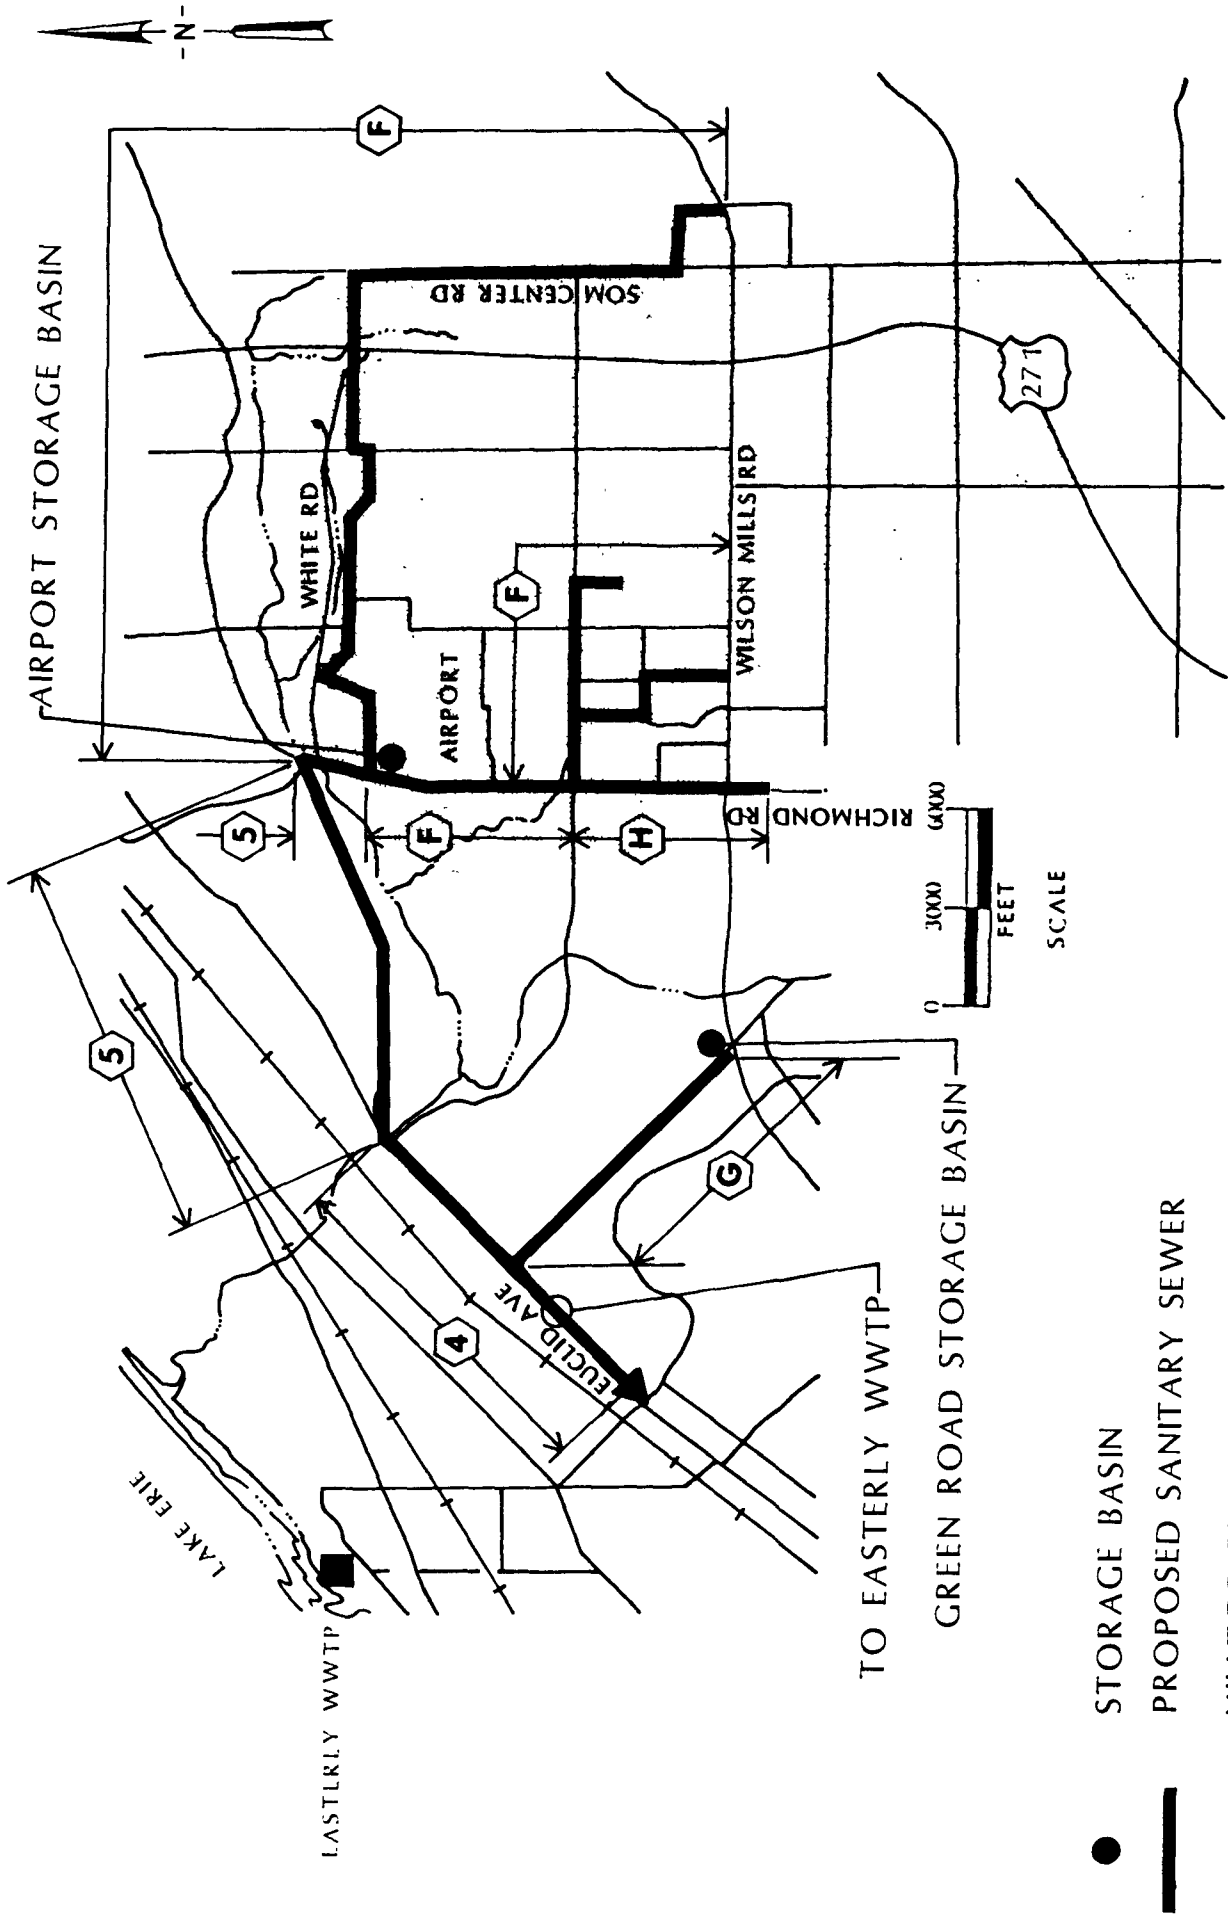 -N-
AIRPORT STORAGE BASIN
F
SOM CENTER RD
271
WHITE RD
F
WILSON MILLS RD
AIRPORT
5
F
H
RICHMOND RD
0 3000 6000
FEET
SCALE
5
G
4
EUCLID AVE
LAKE ERIE
LASTLRLY WWTP
TO EASTERLY WWTP
GREEN ROAD STORAGE BASIN
STORAGE BASIN
PROPOSED SANITARY SEWER